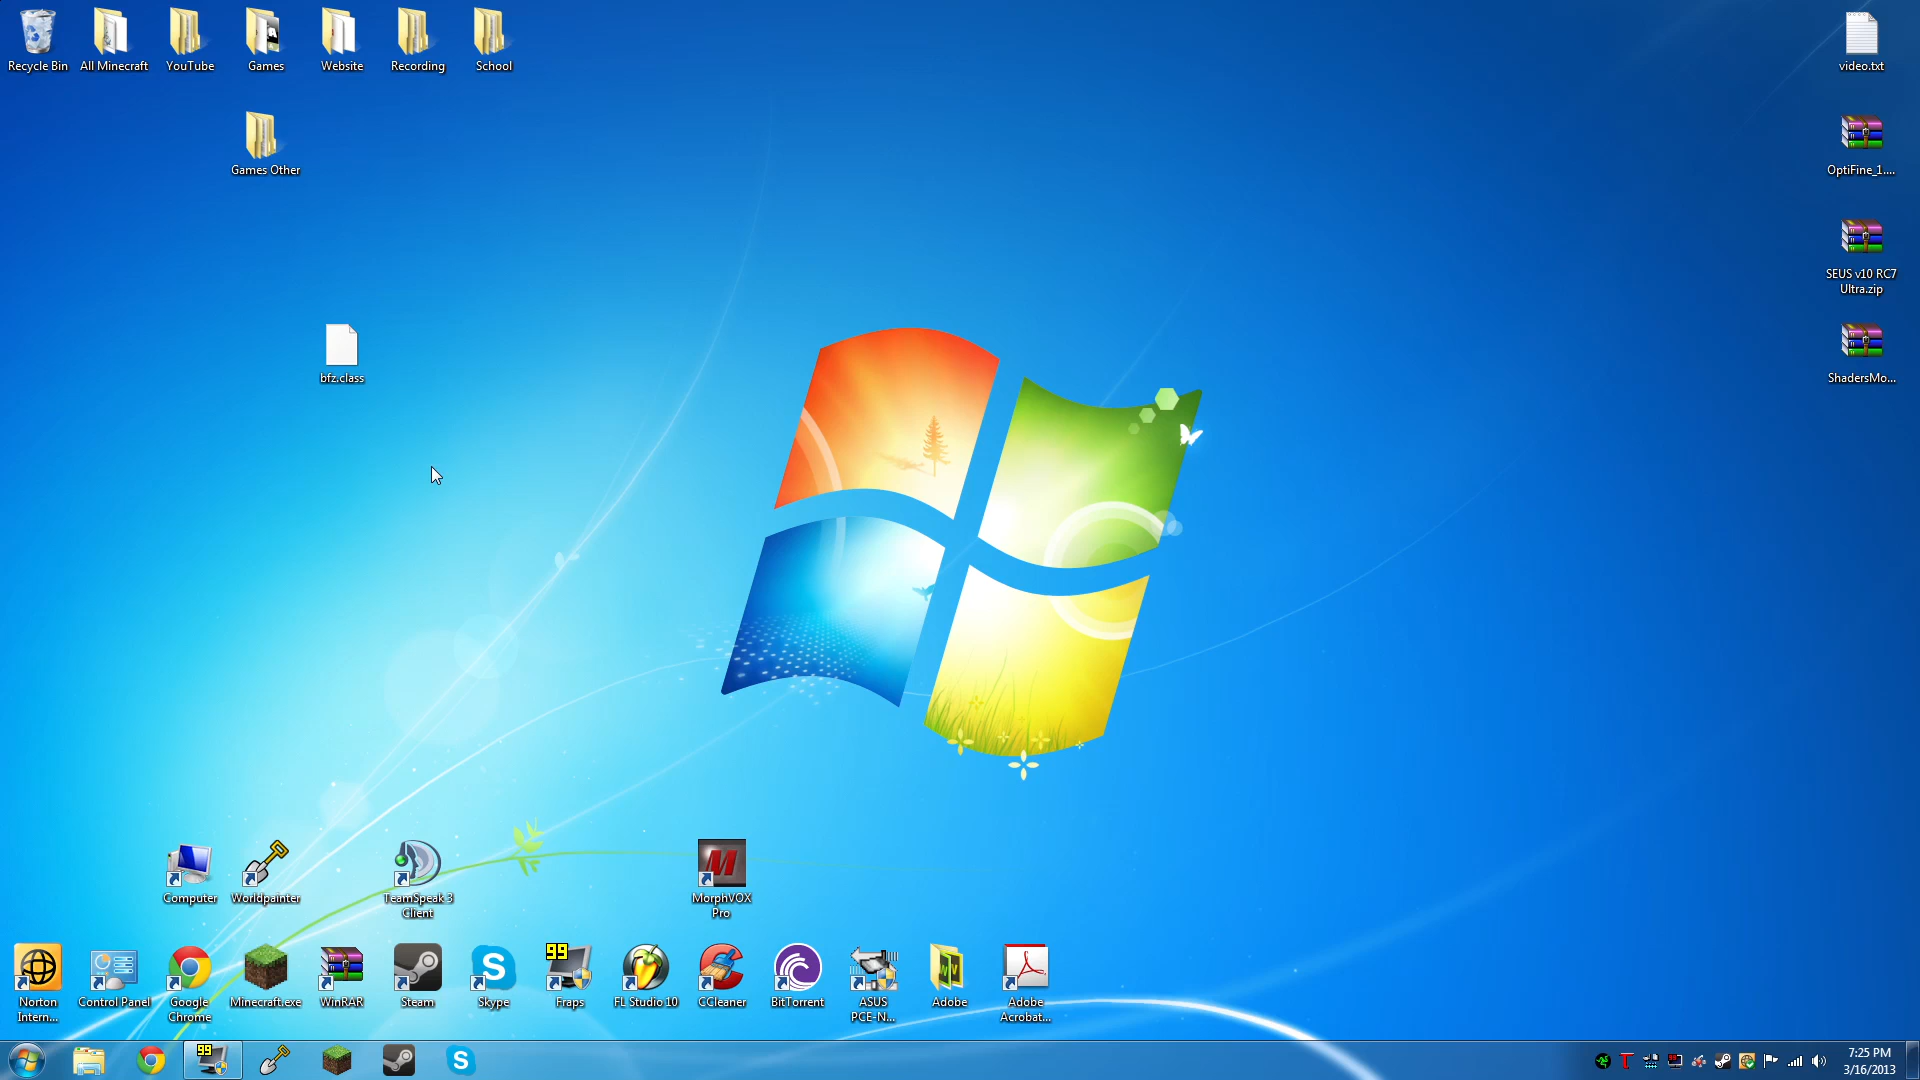 Recycle Bin
All Minecraft
YouTube
Games
Website
Recording
School
video.txt
Games Other
OptiFine_1....
SEUS v10 RC7
Ultra.zip
bfz.class
ShadersMo...
Computer
Worldpainter
TeamSpeak 3
Client
M
MorphVOX
Pro
99
S
Norton
Intern...
Control Panel
Google
Chrome
Minecraft.exe
WinRAR
Steam
Skype
Fraps
FL Studio 10
CCleaner
BitTorrent
ASUS
PCE-N...
Adobe
Adobe
Acrobat...
99
S
7:25 PM
3/16/2013